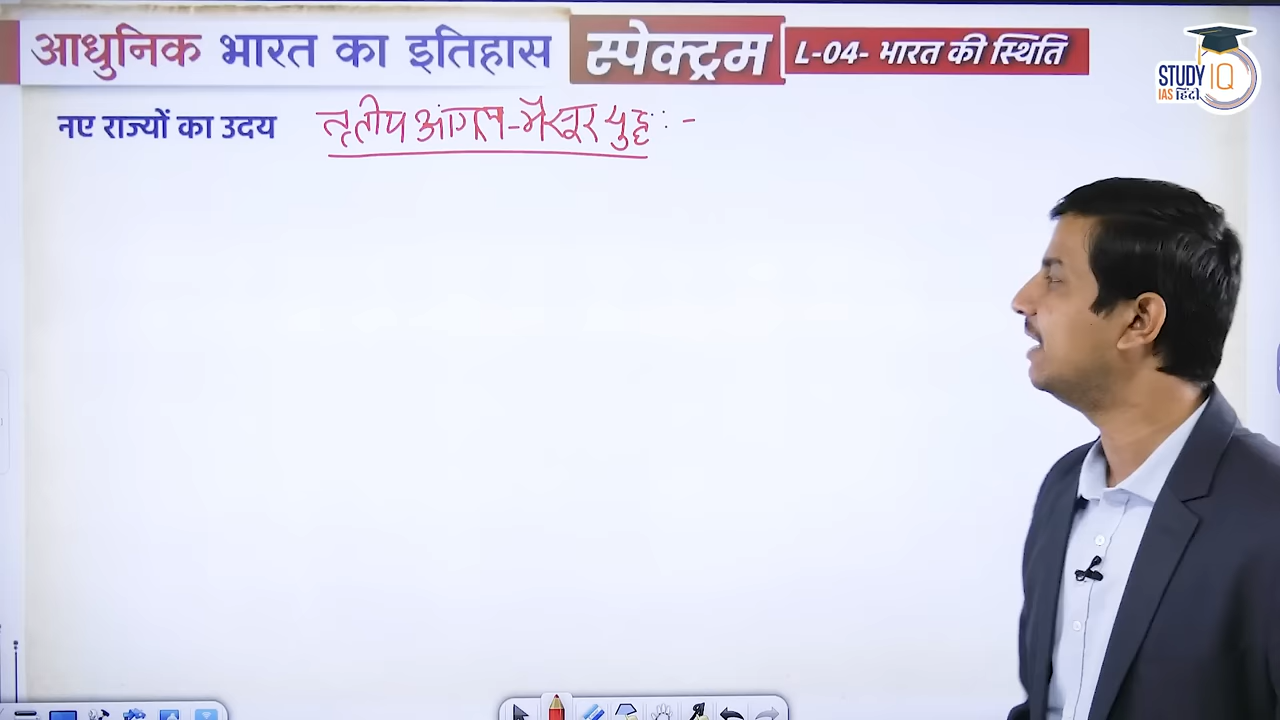 आधुनिक भारत का इतिहास स्पेक्ट्रम L-04- भारत की स्थिति
STUDY IQ
IAS हिंदी
नए राज्यों का उदय तृतीय आंग्ल-मैसूर युद्ध : -